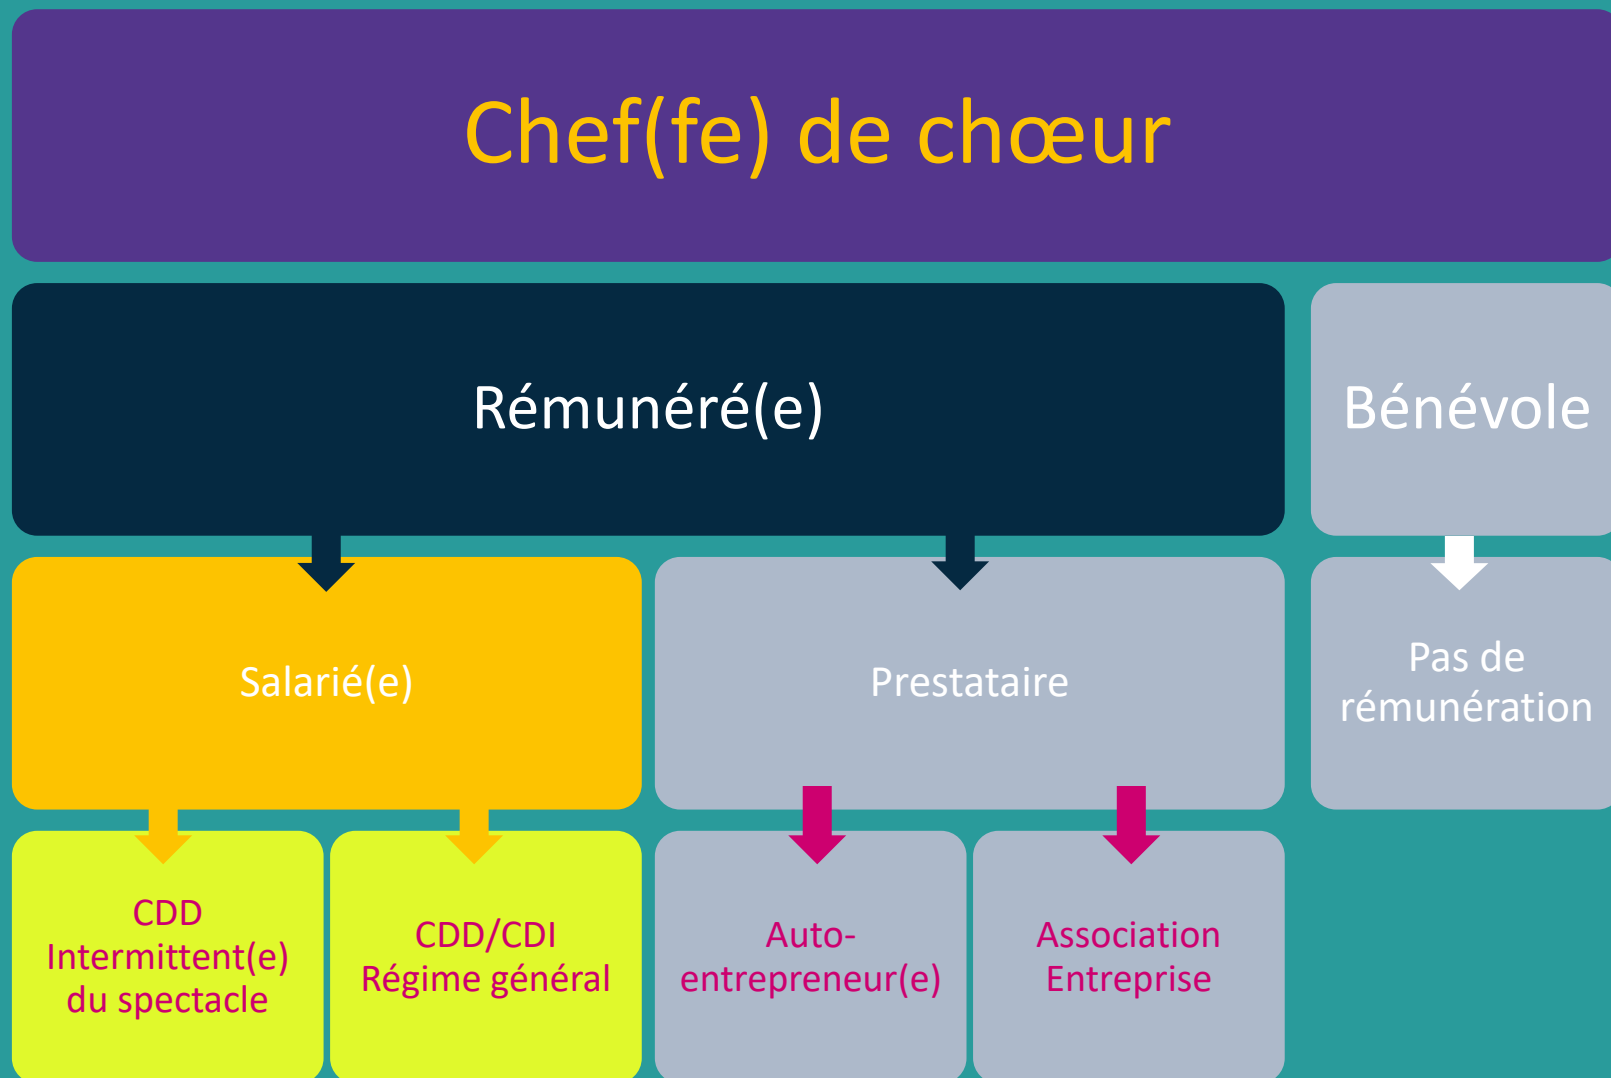 Chef(fe) de chœur
Rémunéré(e)
Bénévole
Salarié(e)
Prestataire
Pas de
rémunération
CDD
Intermittent(e)
du spectacle
CDD/CDI
Régime général
Auto-
entrepreneur(e)
Association
Entreprise